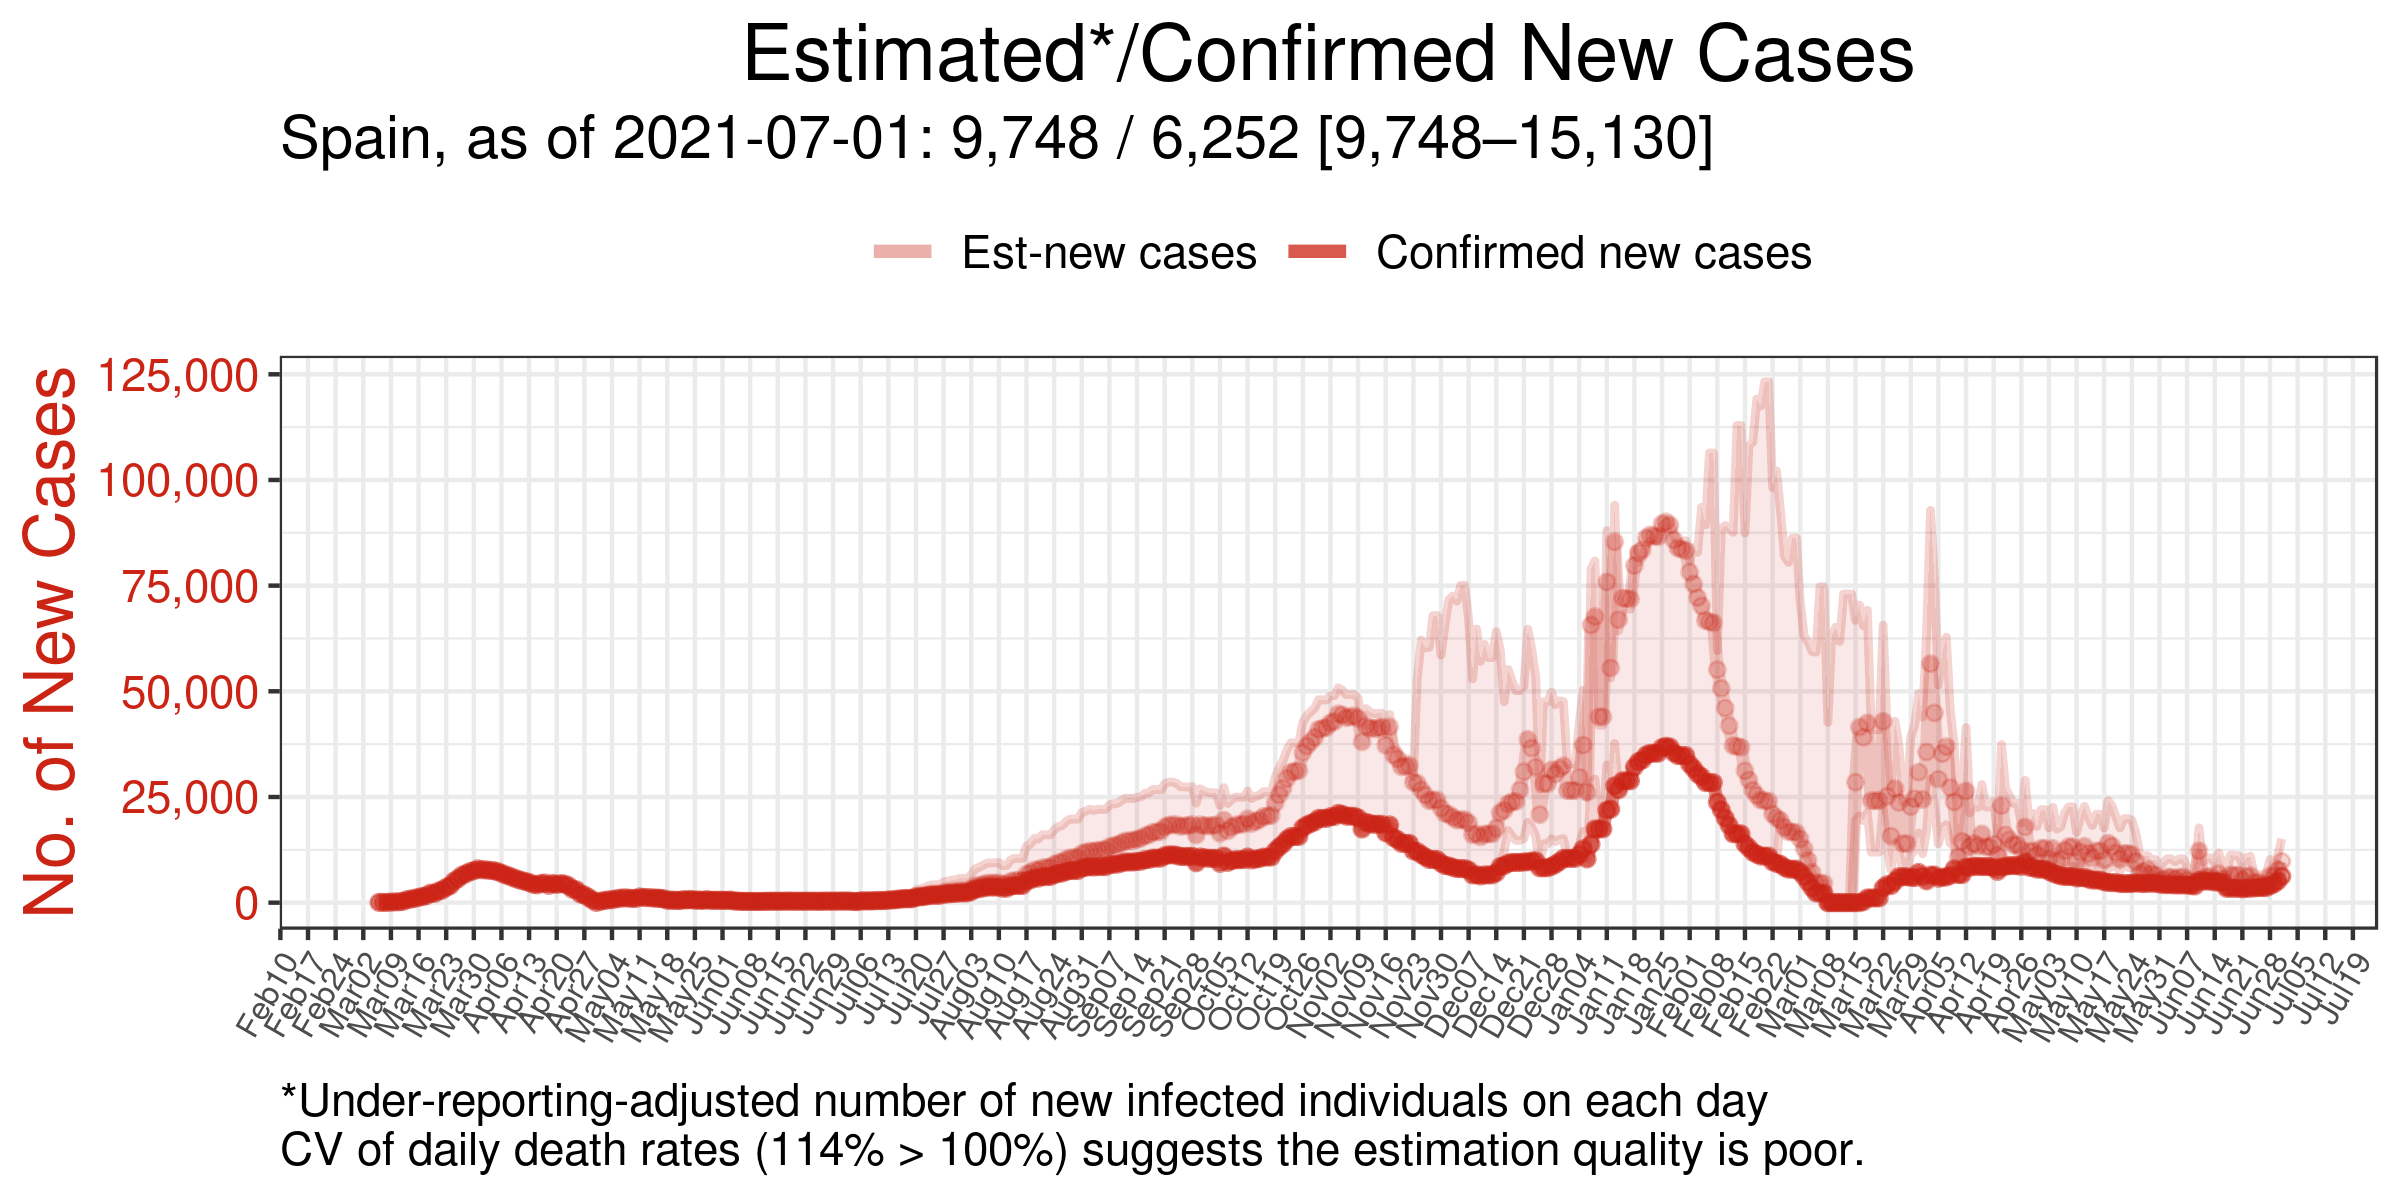 Estimated*/Confirmed New Cases
Spain, as of 2021-07-01: 9,748 / 6,252 [9,748–15,130]
Est-new cases
Confirmed new cases
No. of New Cases
125,000
100,000
75,000
50,000
25,000
0
Feb10
Feb17
Feb24
Mar02
Mar09
Mar16
Mar23
Mar30
Apr06
Apr13
Apr20
Apr27
May04
May11
May18
May25
Jun01
Jun08
Jun15
Jun22
Jun29
Jul06
Jul13
Jul20
Jul27
Aug03
Aug10
Aug17
Aug24
Aug31
Sep07
Sep14
Sep21
Sep28
Oct05
Oct12
Oct19
Oct26
Nov02
Nov09
Nov16
Nov23
Nov30
Dec07
Dec14
Dec21
Dec28
Jan04
Jan11
Jan18
Jan25
Feb01
Feb08
Feb15
Feb22
Mar01
Mar08
Mar15
Mar22
Mar29
Apr05
Apr12
Apr19
Apr26
May03
May10
May17
May24
May31
Jun07
Jun14
Jun21
Jun28
Jul05
Jul12
Jul19
*Under-reporting-adjusted number of new infected individuals on each day
CV of daily death rates (114% > 100%) suggests the estimation quality is poor.